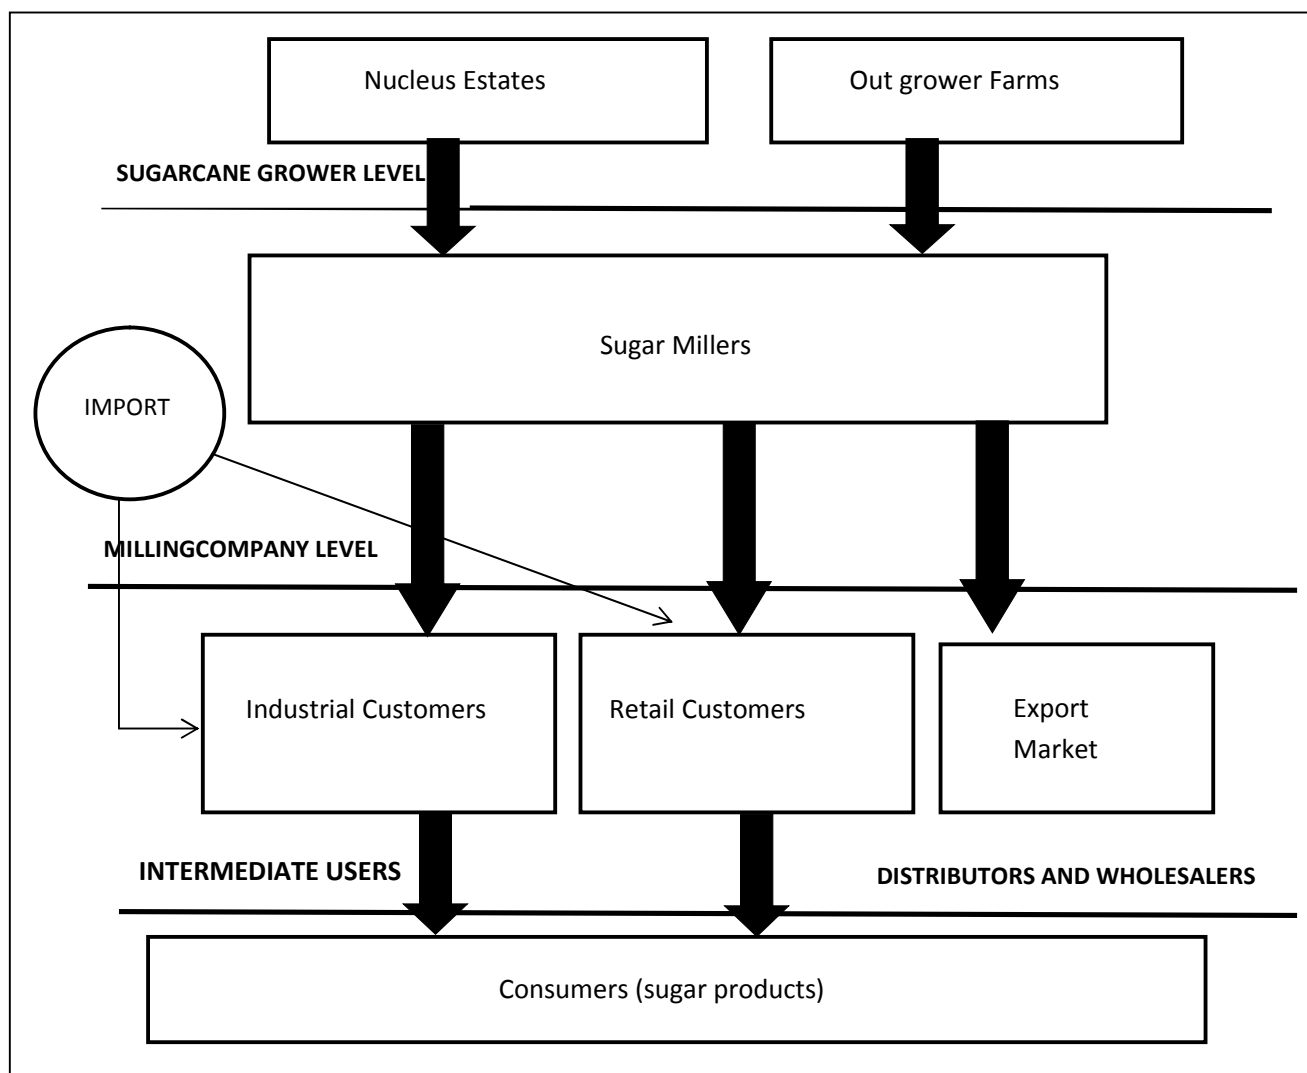 Nucleus Estates
Out grower Farms
SUGARCANE GROWER LEVEL
Sugar Millers
IMPORT
MILLINGCOMPANY LEVEL
Industrial Customers
Retail Customers
Export
Market
INTERMEDIATE USERS
DISTRIBUTORS AND WHOLESALERS
Consumers (sugar products)